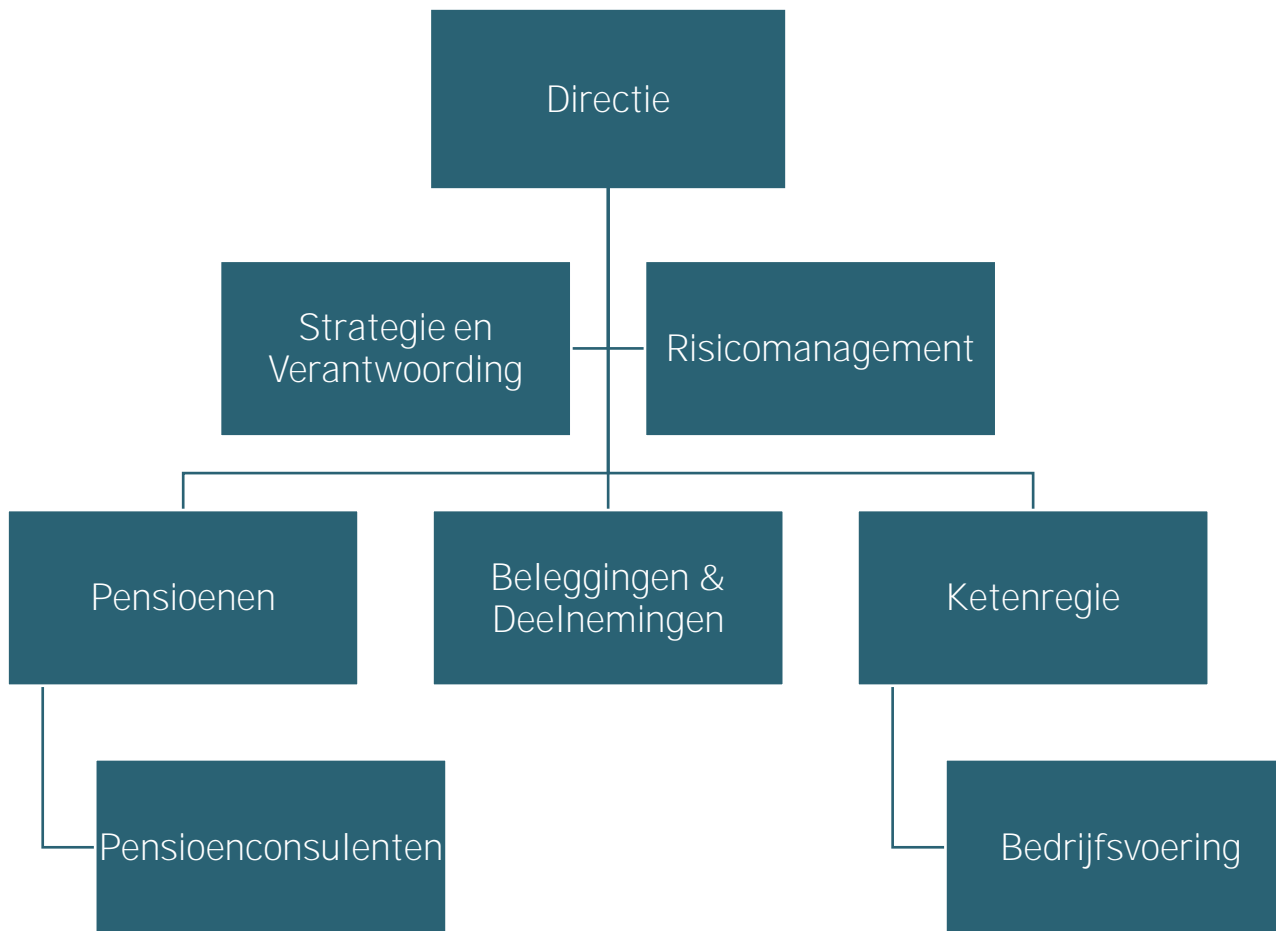 Directie
Strategie en
Verantwoording
Risicomanagement
Pensioenen
Beleggingen &
Deelnemingen
Ketenregie
Pensioenconsulenten
Bedrijfsvoering